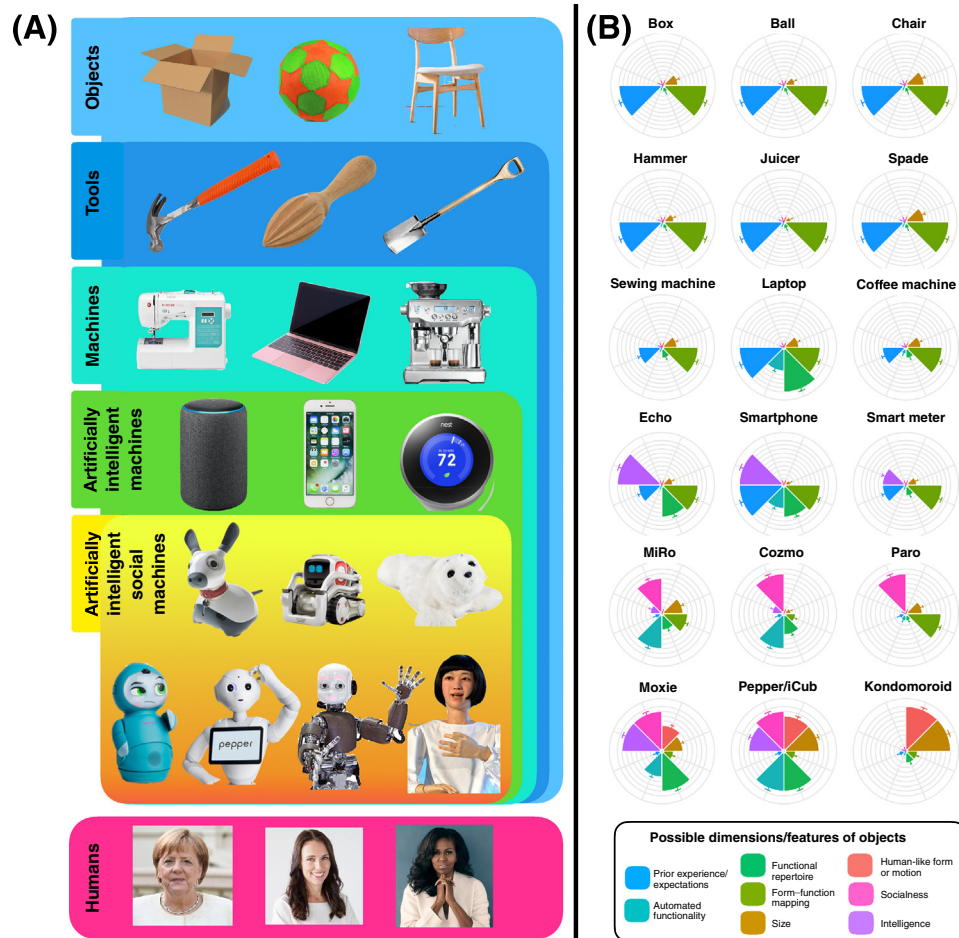 (A)
Objects
Tools
Machines
Artificially
intelligent
machines
nest
72
Artificially
intelligent
social
machines
pepper
Humans
(B)
Box
Ball
Chair
Hammer
Juicer
Spade
Sewing machine
Laptop
Coffee machine
Echo
Smartphone
Smart meter
MiRo
Cozmo
Paro
Moxie
Pepper/iCub
Kondomoroid
Possible dimensions/features of objects
Prior experience/
expectations
Automated
functionality
Functional
repertoire
Form–function
mapping
Size
Human-like form
or motion
Socialness
Intelligence